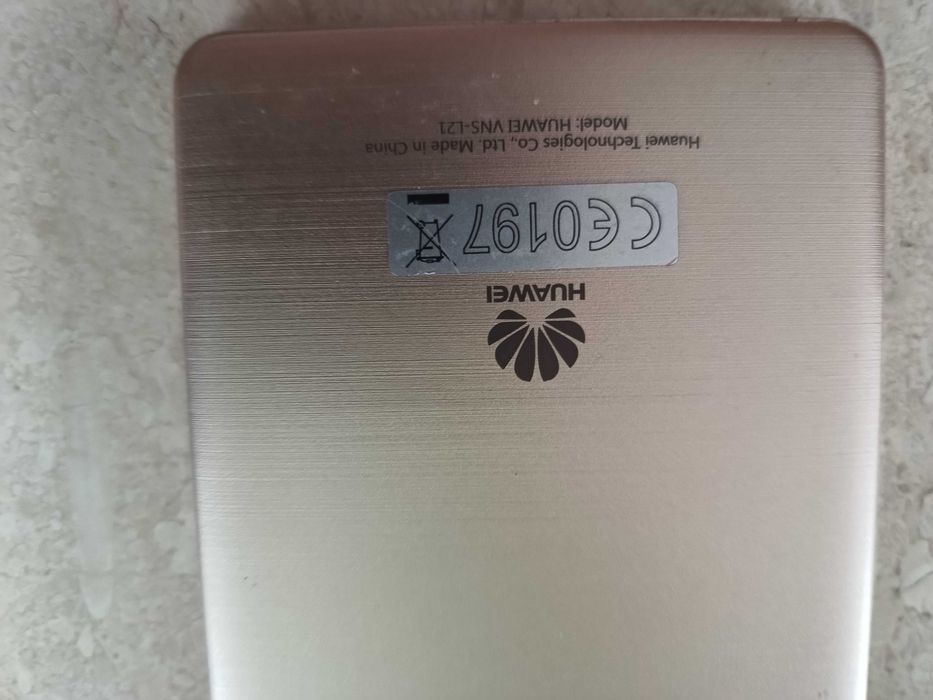 HUAWEI
CE0197
Huawei Technologies Co., Ltd. Made in China
Model: HUAWEI VNS-L21